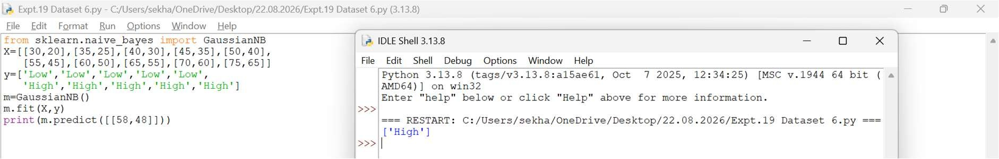 Expt.19 Dataset 6.py - C:/Users/sekha/OneDrive/Desktop/22.08.2026/Expt.19 Dataset 6.py (3.13.8)
File Edit Format Run Options Window Help
from sklearn.naive_bayes import GaussianNB
X=[[30,20],[35,25],[40,30],[45,35],[50,40],
   [55,45],[60,50],[65,55],[70,60],[75,65]]
y=['Low','Low','Low','Low','Low',
   'High','High','High','High','High']
m=GaussianNB()
m.fit(X,y)
print(m.predict([[58,48]]))
IDLE Shell 3.13.8
File Edit Shell Debug Options Window Help
Python 3.13.8 (tags/v3.13.8:a15ae61, Oct  7 2025, 12:34:25) [MSC v.1944 64 bit (
AMD64)] on win32
Enter "help" below or click "Help" above for more information.
>>>
=== RESTART: C:/Users/sekha/OneDrive/Desktop/22.08.2026/Expt.19 Dataset 6.py ===
['High']
>>>